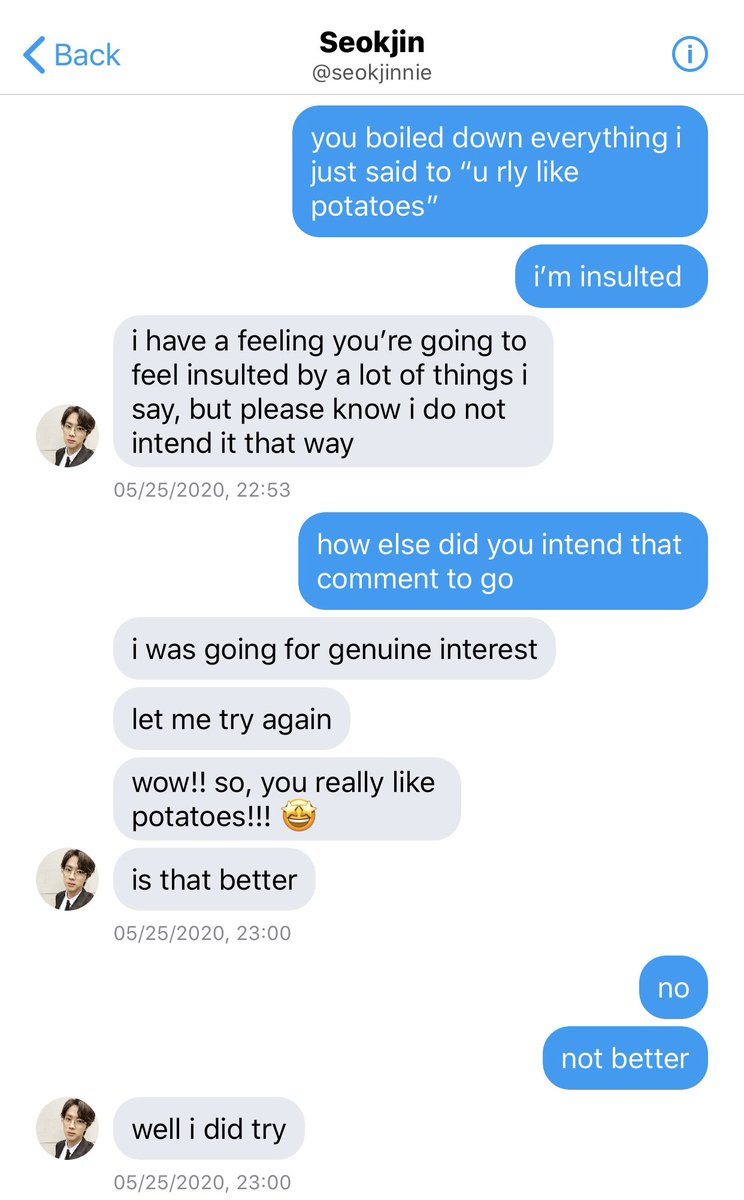 Back
Seokjin
@seokjinnie
you boiled down everything i
just said to “u rly like
potatoes”
i’m insulted
i have a feeling you’re going to
feel insulted by a lot of things i
say, but please know i do not
intend it that way
05/25/2020, 22:53
how else did you intend that
comment to go
i was going for genuine interest
let me try again
wow!! so, you really like
potatoes!!! 🤩
is that better
05/25/2020, 23:00
no
not better
well i did try
05/25/2020, 23:00